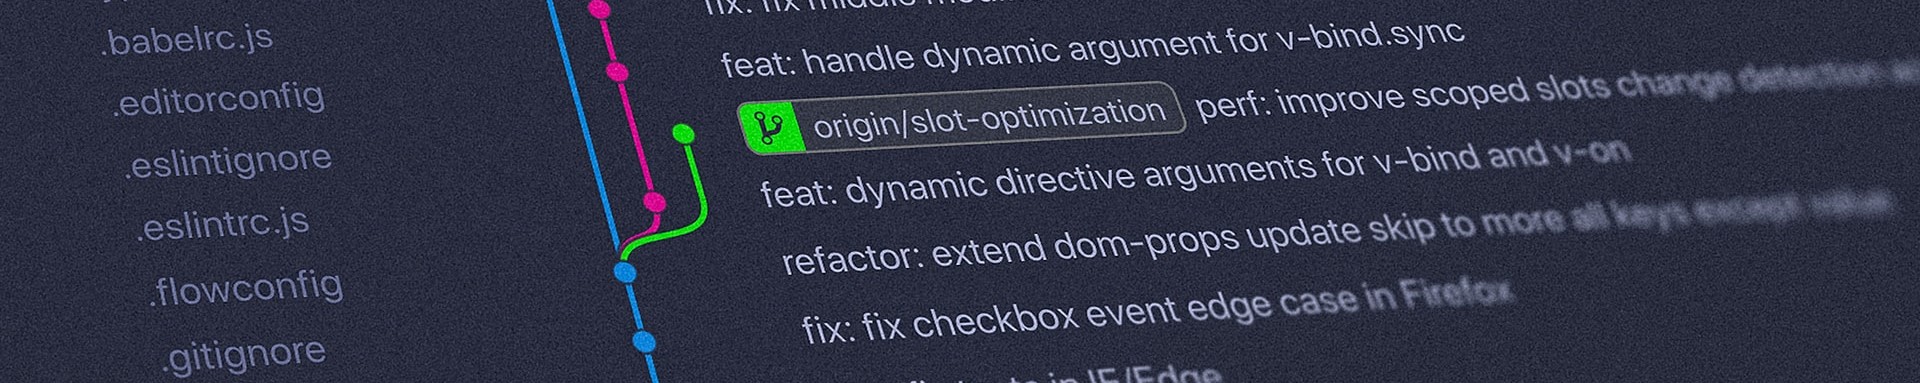 .babelrc.js
.editorconfig
.eslintignore
.eslintrc.js
.flowconfig
.gitignore
fix: fix middle
feat: handle dynamic argument for v-bind.sync
origin/slot-optimization perf: improve scoped slots change detection
feat: dynamic directive arguments for v-bind and v-on
refactor: extend dom-props update skip to more all keys except value
fix: fix checkbox event edge case in Firefox
in IE/Edge